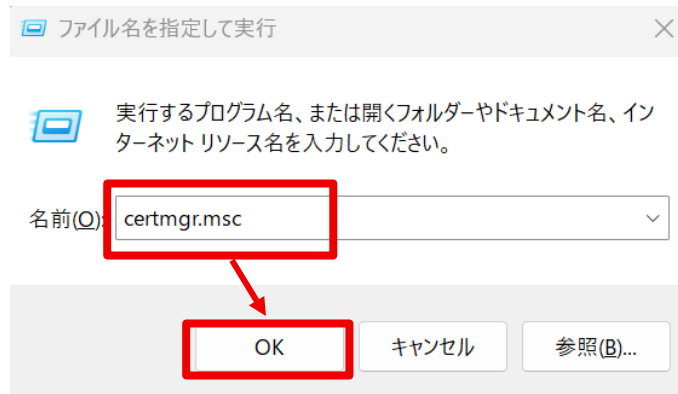 ファイル名を指定して実行
実行するプログラム名、または開くフォルダーやドキュメント名、イン
ターネット リソース名を入力してください。
名前(O): certmgr.msc
OK キャンセル 参照(B)...